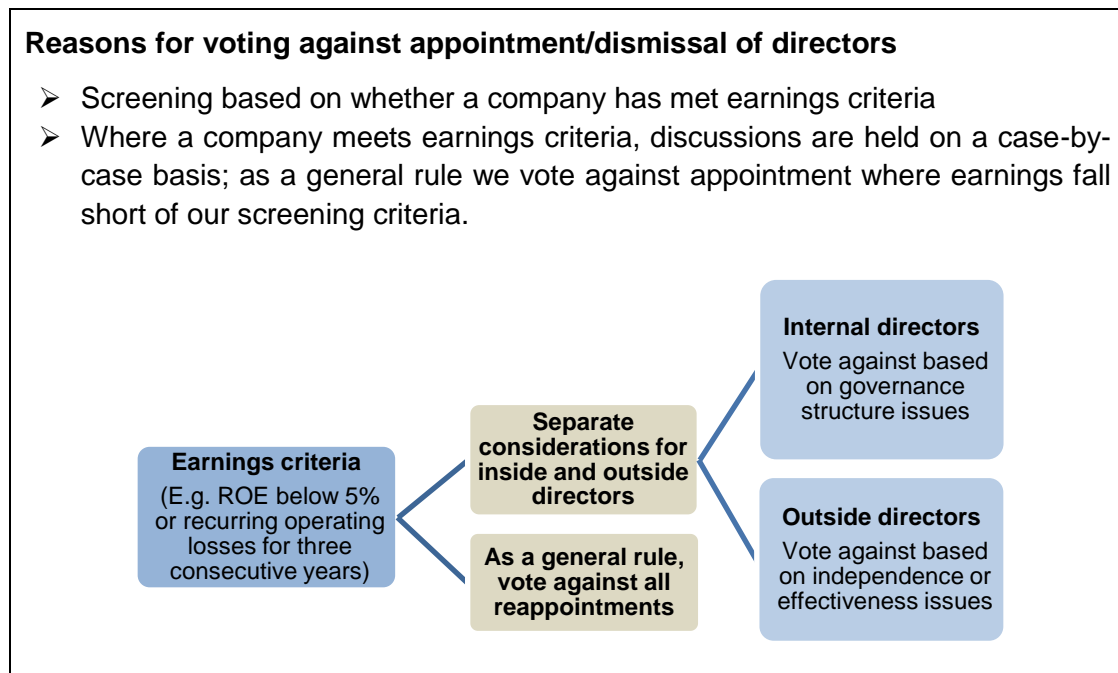 Reasons for voting against appointment/dismissal of directors
➢ Screening based on whether a company has met earnings criteria
➢ Where a company meets earnings criteria, discussions are held on a case-by-
case basis; as a general rule we vote against appointment where earnings fall
short of our screening criteria.
Earnings criteria
(E.g. ROE below 5%
or recurring operating
losses for three
consecutive years)
Separate
considerations for
inside and outside
directors
As a general rule,
vote against all
reappointments
Internal directors
Vote against based
on governance
structure issues
Outside directors
Vote against based
on independence or
effectiveness issues